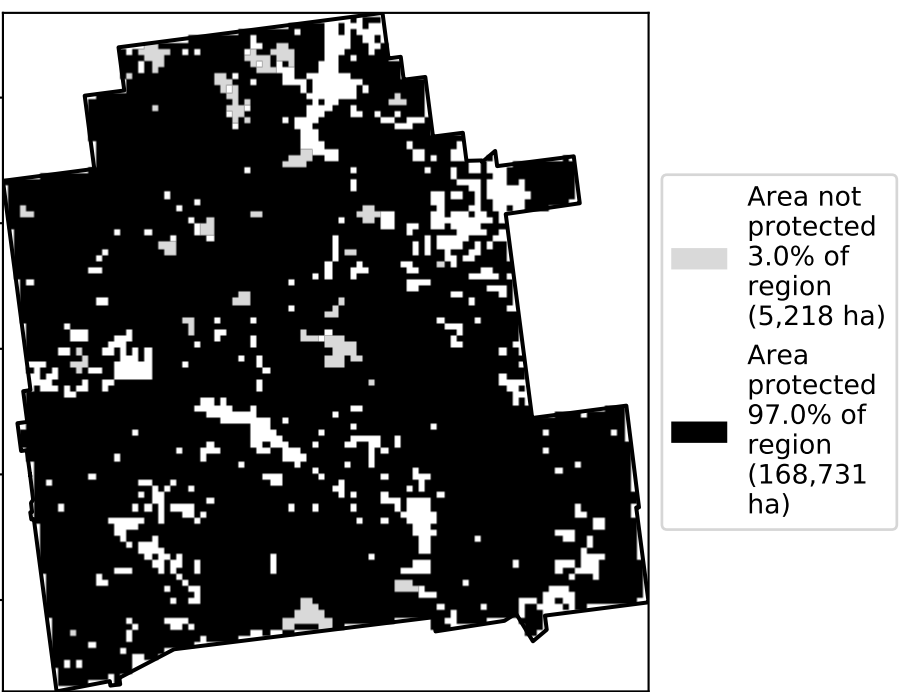 Area not
protected
3.0% of
region
(5,218 ha)
Area
protected
97.0% of
region
(168,731
ha)